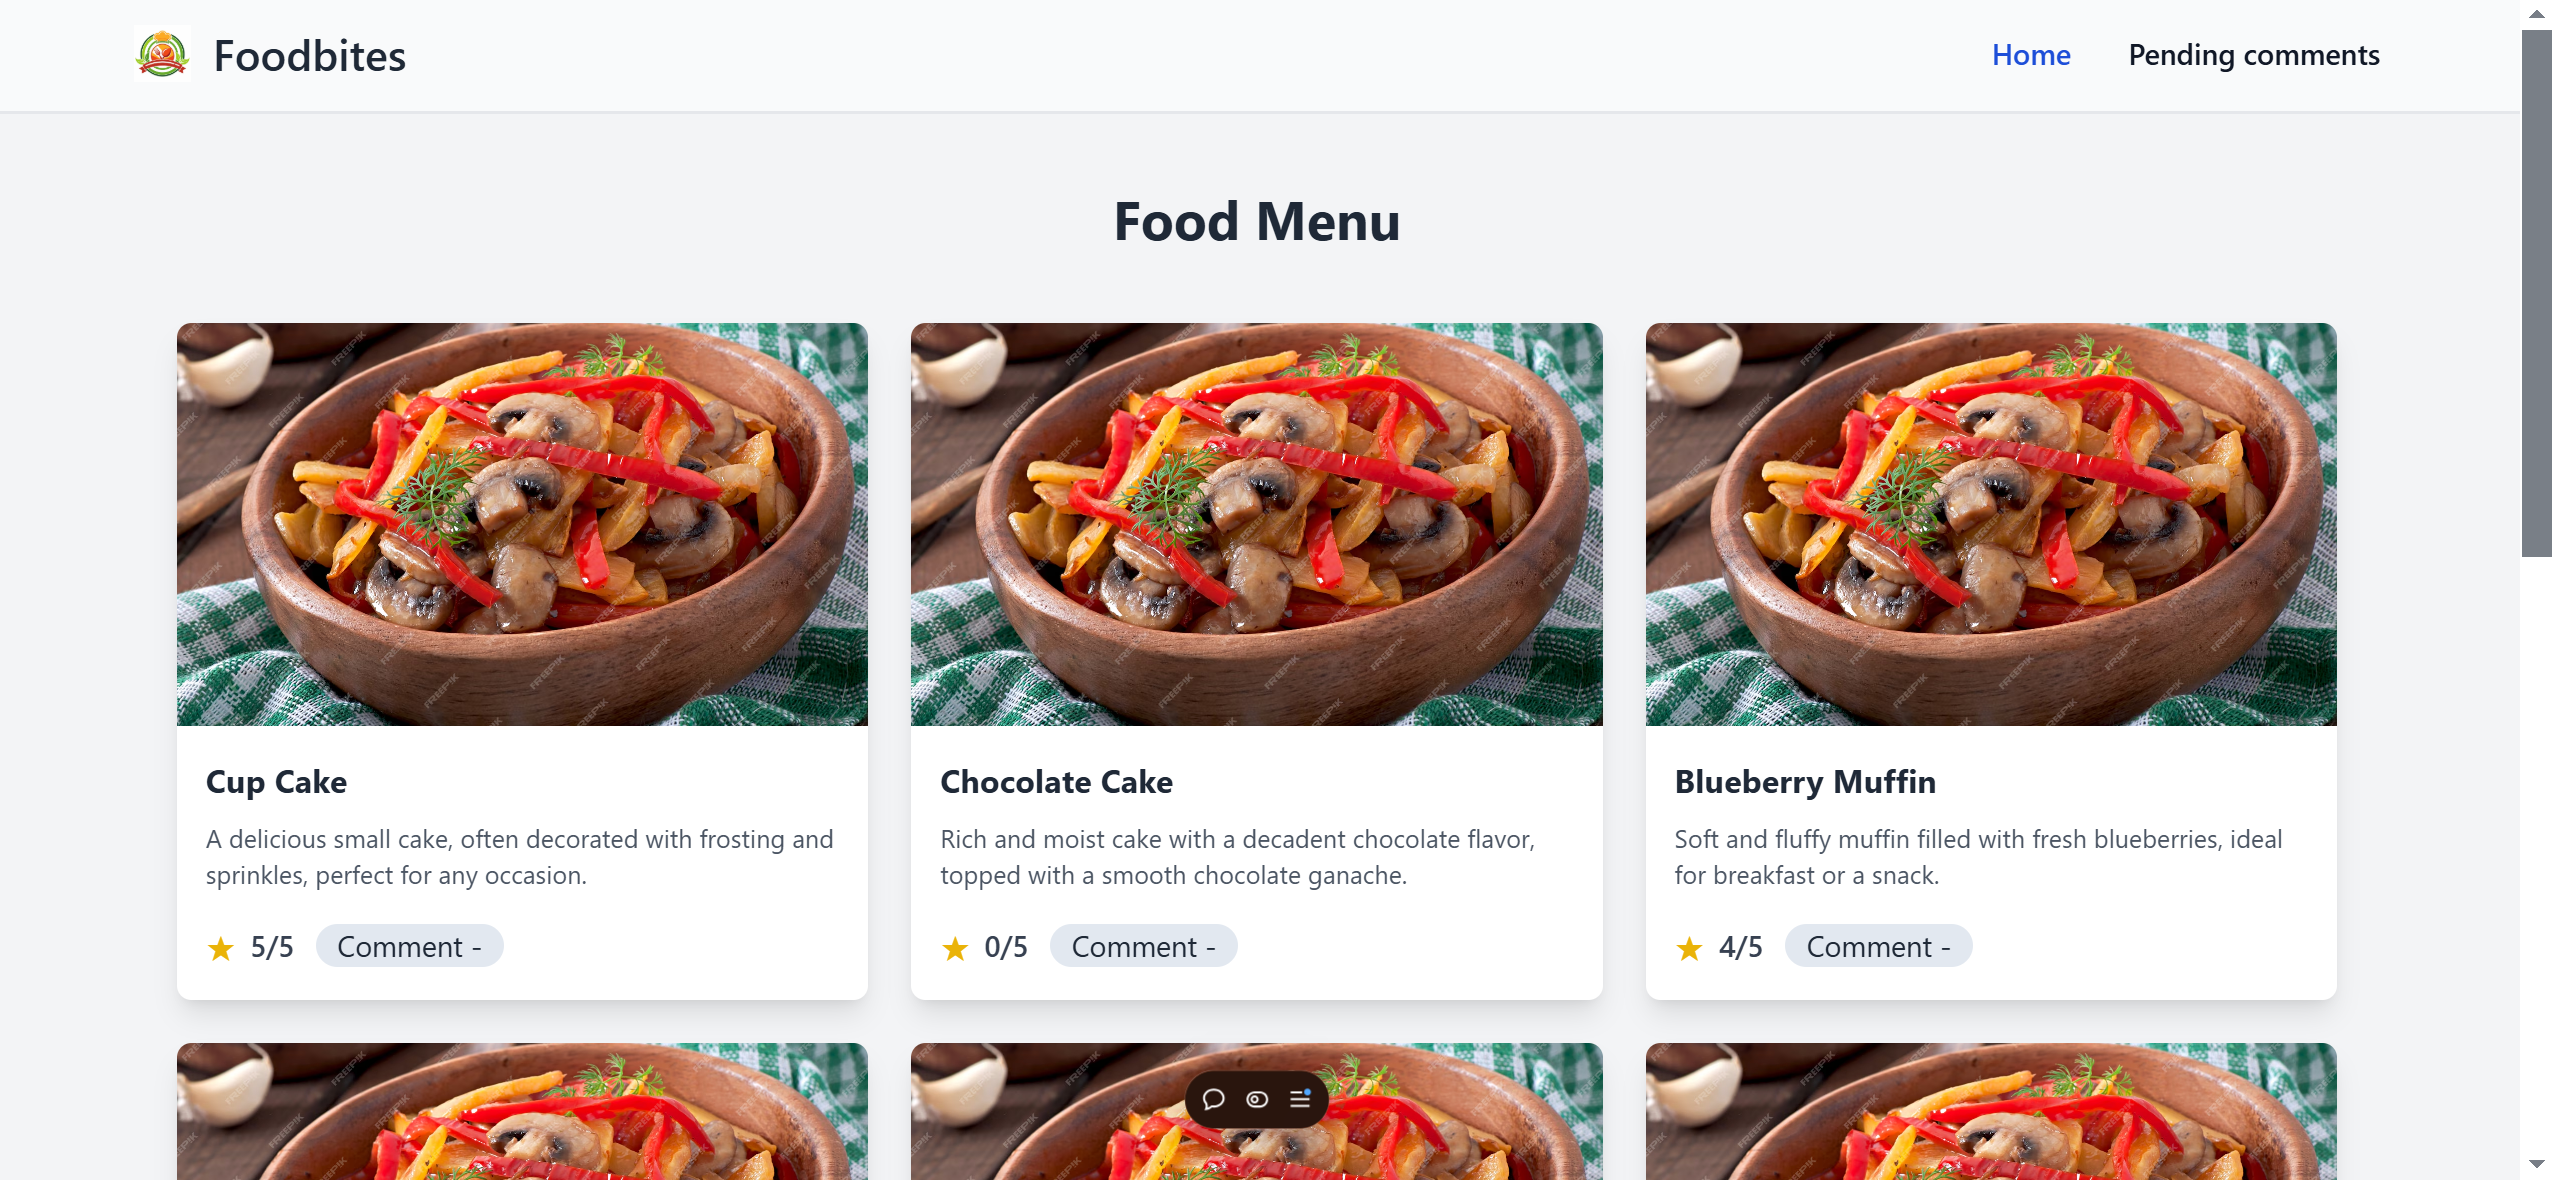 Foodbites
Home
Pending comments
Food Menu
FREEPIK
Cup Cake
A delicious small cake, often decorated with frosting and
sprinkles, perfect for any occasion.
5/5
Comment -
Chocolate Cake
Rich and moist cake with a decadent chocolate flavor,
topped with a smooth chocolate ganache.
0/5
Comment -
Blueberry Muffin
Soft and fluffy muffin filled with fresh blueberries, ideal
for breakfast or a snack.
4/5
Comment -